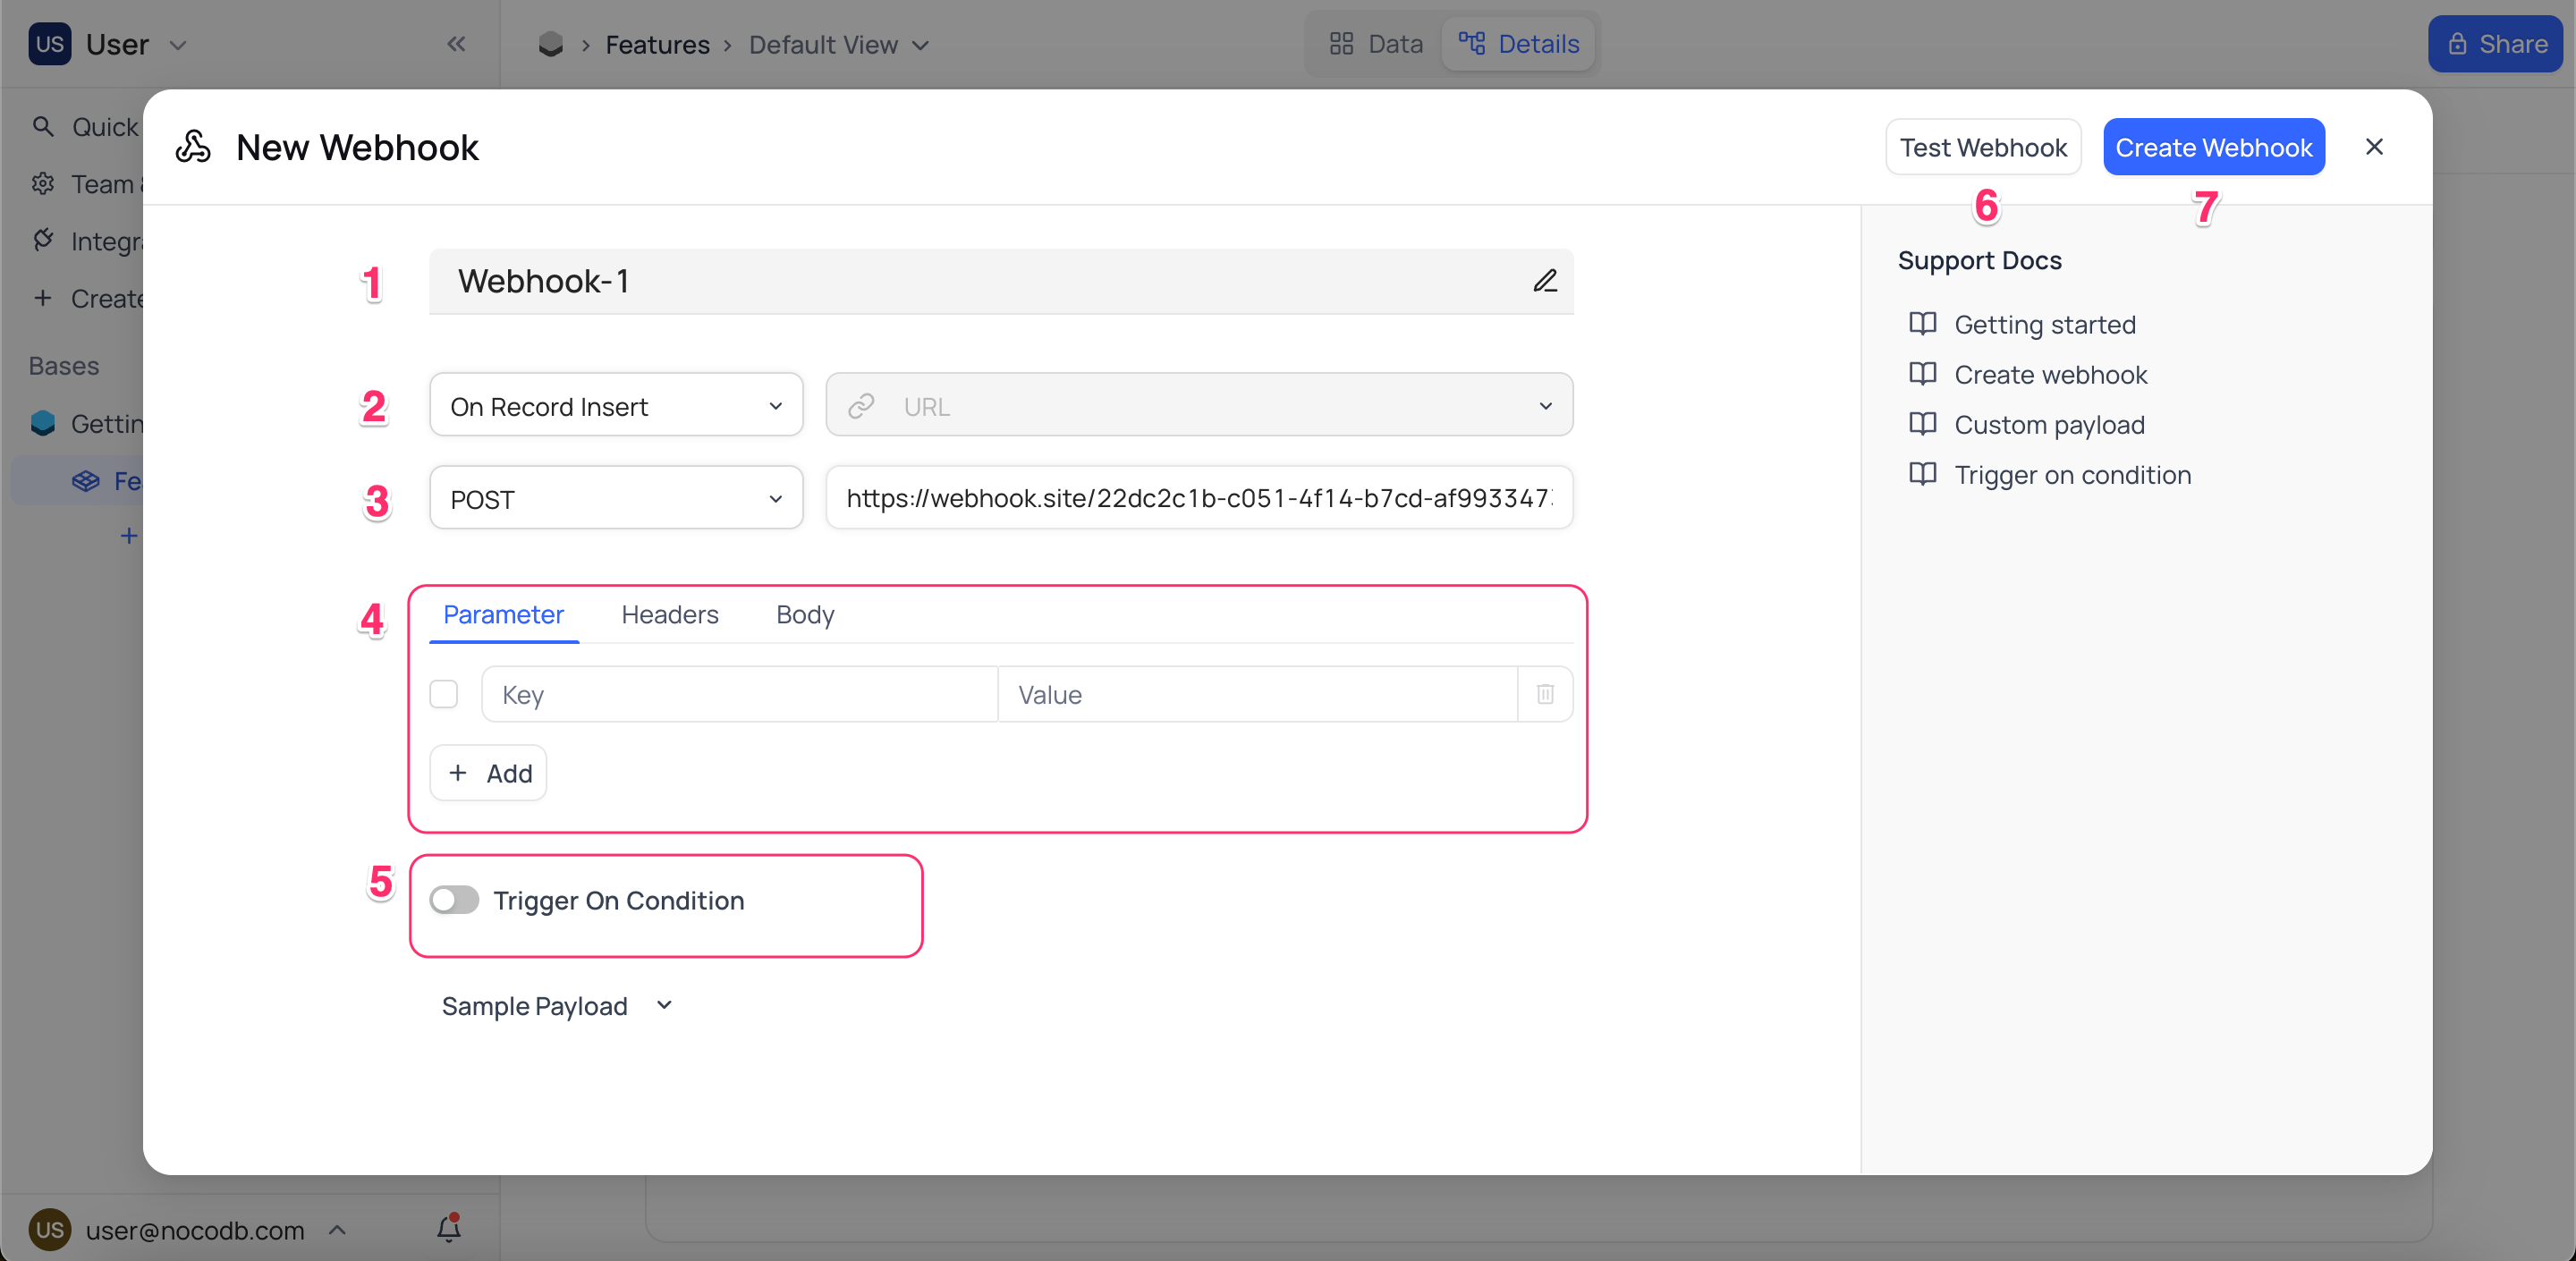 US User
Features Default View
Data Details
Share
Quick
Team &
Integra
Create
Bases
Gettin
Fe
New Webhook
Test Webhook Create Webhook
6 7
1 Webhook-1
2 On Record Insert URL
3 POST https://webhook.site/22dc2c1b-c051-4f14-b7cd-af993347
4 Parameter Headers Body
Key Value
+ Add
5 Trigger On Condition
Sample Payload
Support Docs
Getting started
Create webhook
Custom payload
Trigger on condition
US user@nocodb.com